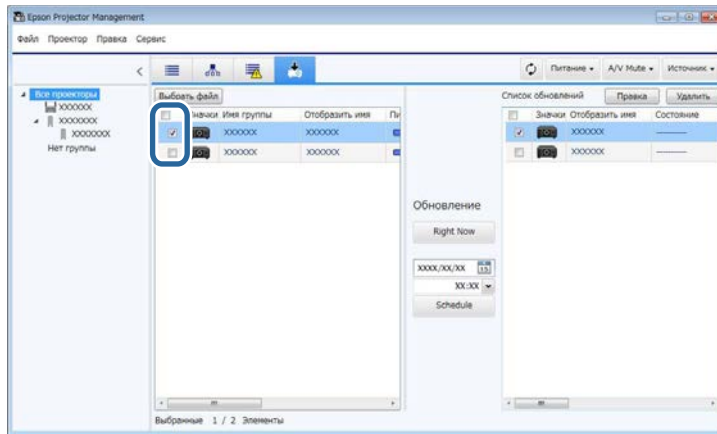 Epson Projector Management
Файл Проектор Правка Сервис
Питание A/V Mute Источник
Все проекторы
XXXXXX
XXXXXXX
XXXXXXX
Нет группы
Выбрать файл
Значки Имя группы Отобразить имя
XXXXXX XXXXXX
XXXXXX XXXXXX
Обновление
Right Now
XXXX/XX/XX 15
XX:XX
Schedule
Список обновлений Правка Удалить
Значки Отобразить имя Состояние
XXXXXX
XXXXXX
Выбранные 1 / 2 Элементы